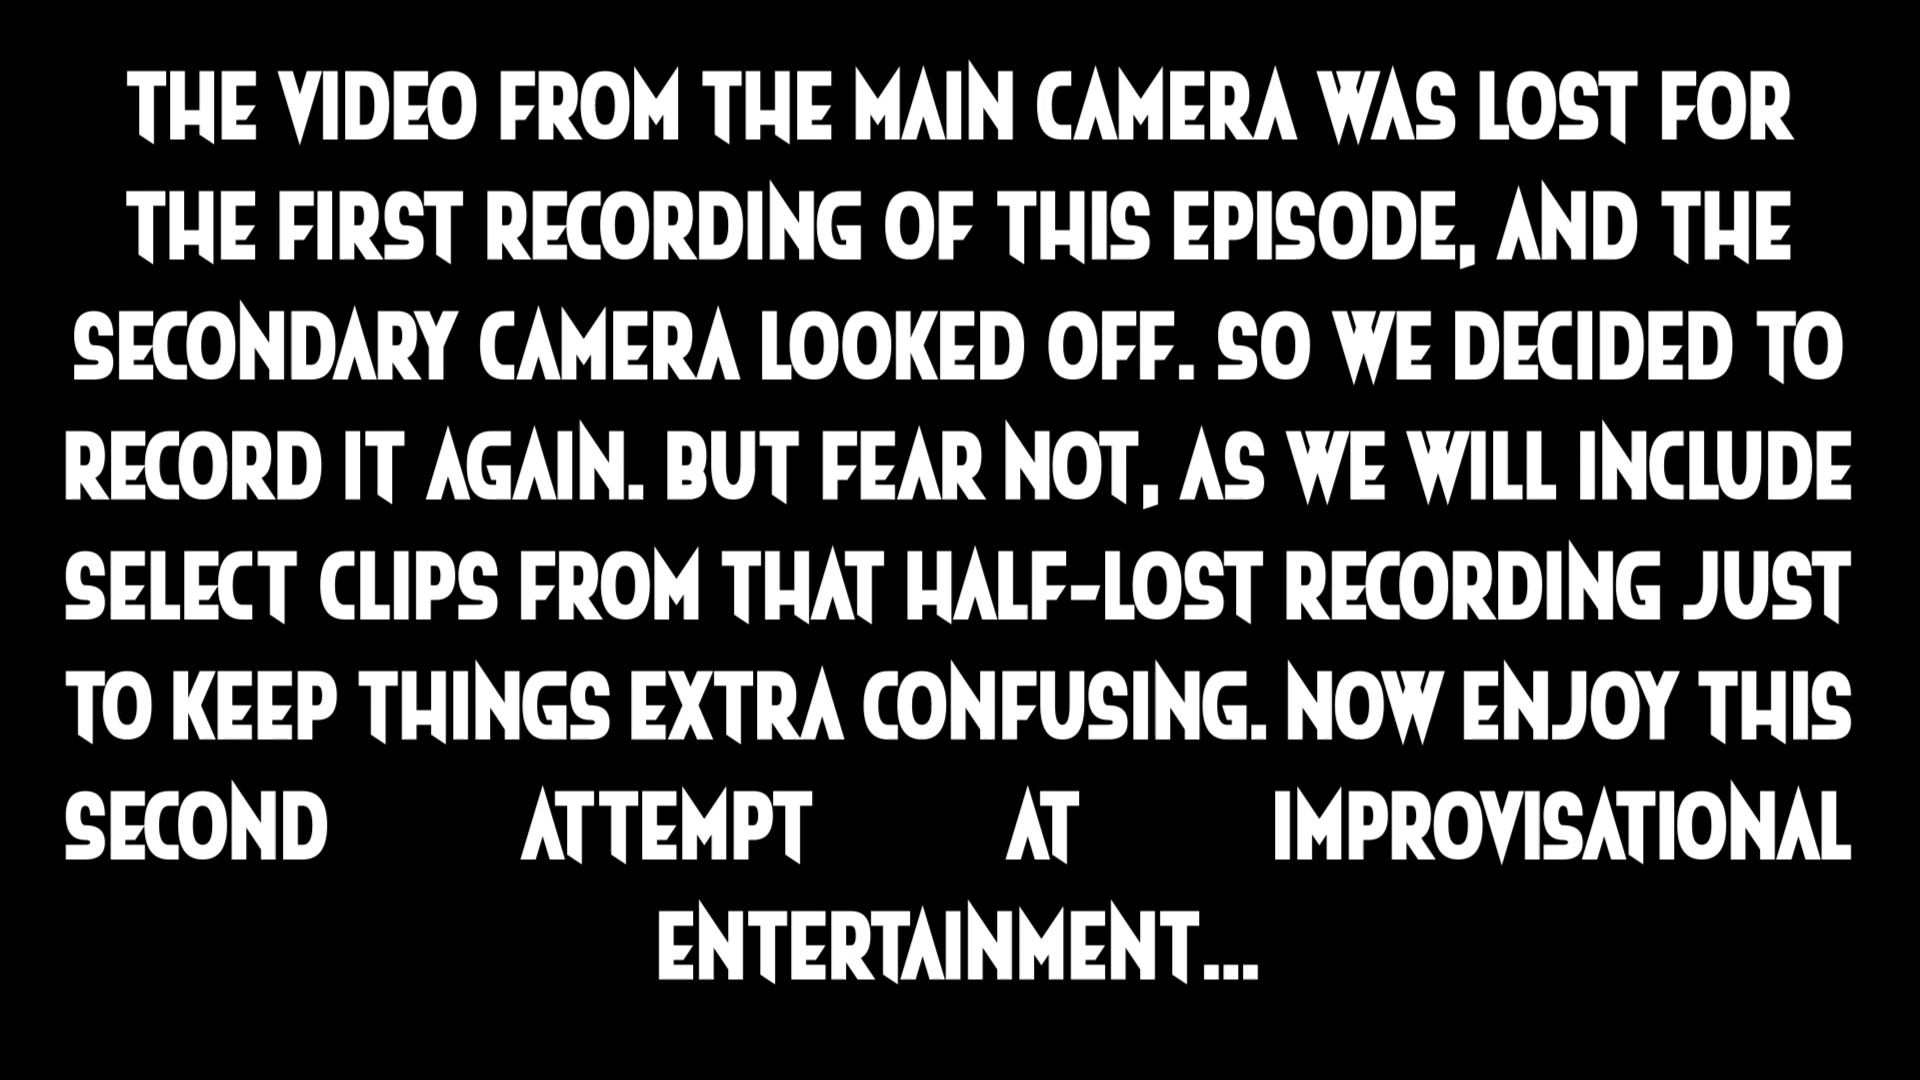 THE VIDEO FROM THE MAIN CAMERA WAS LOST FOR
THE FIRST RECORDING OF THIS EPISODE, AND THE
SECONDARY CAMERA LOOKED OFF. SO WE DECIDED TO
RECORD IT AGAIN. BUT FEAR NOT, AS WE WILL INCLUDE
SELECT CLIPS FROM THAT HALF-LOST RECORDING JUST
TO KEEP THINGS EXTRA CONFUSING. NOW ENJOY THIS
SECOND ATTEMPT AT IMPROVISATIONAL
ENTERTAINMENT...